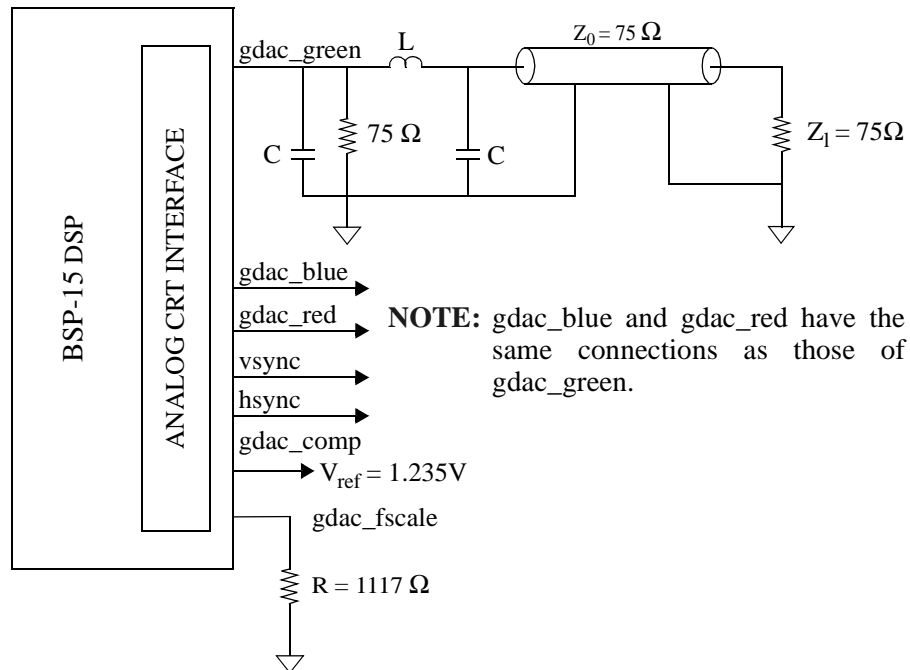 BSP-15 DSP
ANALOG CRT INTERFACE
gdac_green
L
Z0 = 75 Ω
C
75 Ω
C
Zl = 75Ω
gdac_blue
gdac_red
vsync
hsync
gdac_comp
Vref = 1.235V
gdac_fscale
R = 1117 Ω
NOTE: gdac_blue and gdac_red have the
same connections as those of
gdac_green.